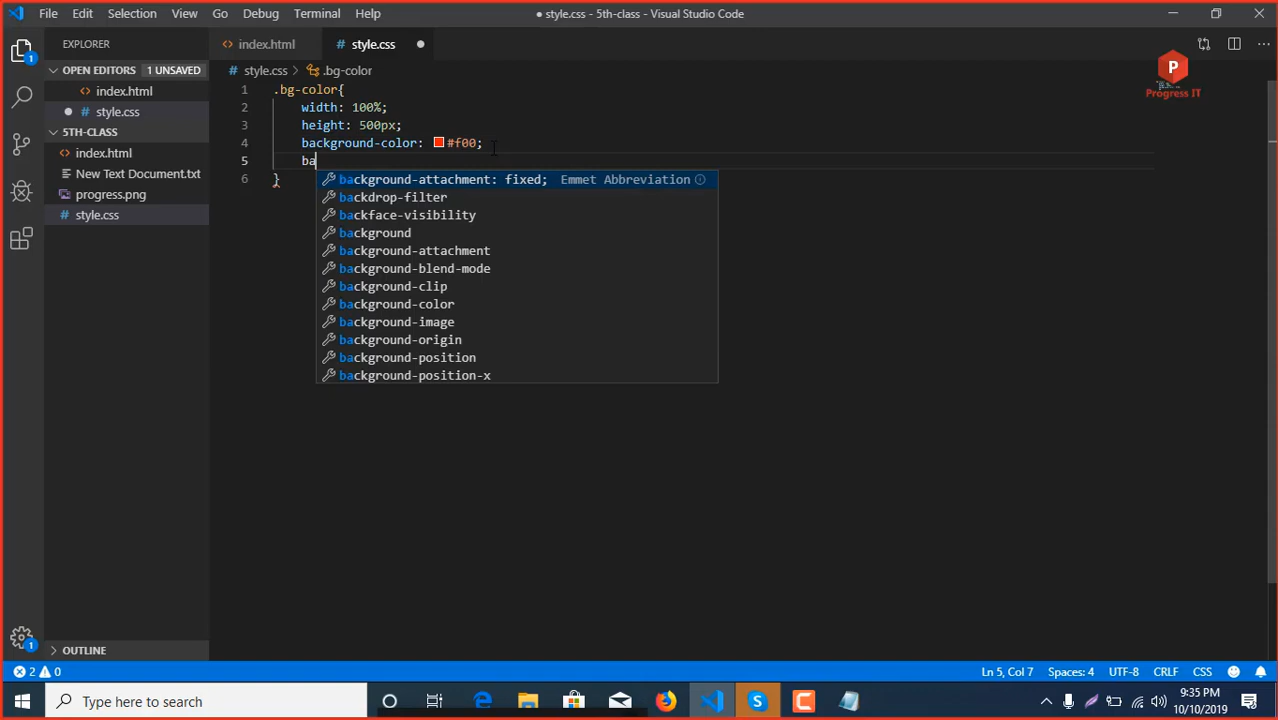 File Edit Selection View Go Debug Terminal Help
● style.css - 5th-class - Visual Studio Code
EXPLORER
index.html
style.css
P
Progress IT
OPEN EDITORS 1 UNSAVED
index.html
style.css
5TH-CLASS
index.html
New Text Document.txt
progress.png
style.css
OUTLINE
style.css > .bg-color
1 .bg-color{
2 width: 100%;
3 height: 500px;
4 background-color: #f00;
5 ba
6 }
background-attachment: fixed; Emmet Abbreviation
backdrop-filter
backface-visibility
background
background-attachment
background-blend-mode
background-clip
background-color
background-image
background-origin
background-position
background-position-x
1
1
2 0
Ln 5, Col 7 Spaces: 4 UTF-8 CRLF CSS
Type here to search
9:35 PM
10/10/2019